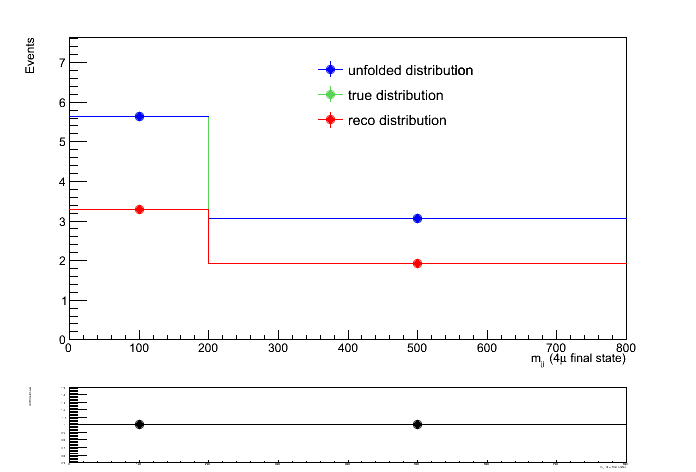 Events
unfolded distribution
true distribution
reco distribution
7
6
5
4
3
2
1
0
0 100 200 300 400 500 600 700 800
m_jj (4μ final state)